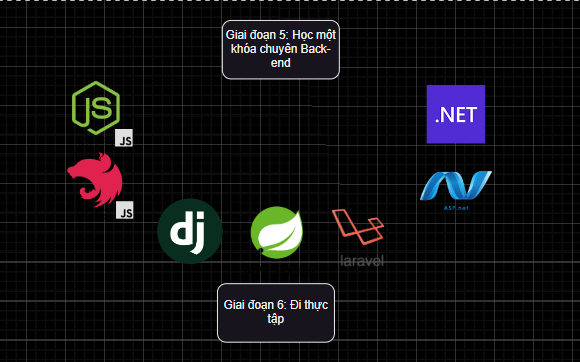 Giai đoạn 5: Học một
khóa chuyên Back-
end
JS
JS
.NET
JS
ASP.net
dj
laravel
Giai đoạn 6: Đi thực
tập